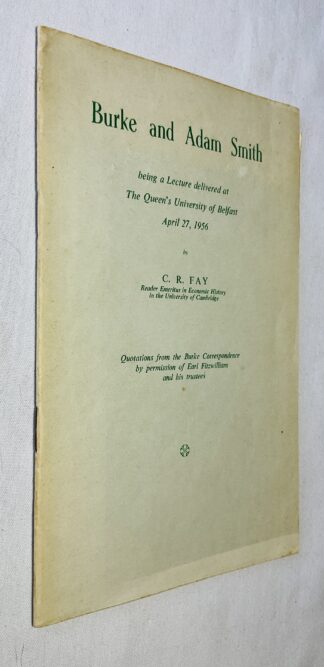 Burke and Adam Smith
being a Lecture delivered at
The Queen's University of Belfast
April 27, 1956
by
C. R. FAY
Reader Emeritus in Economic History
in the University of Cambridge
Quotations from the Burke Correspondence
by permission of Earl Fitzwilliam
and his trustees